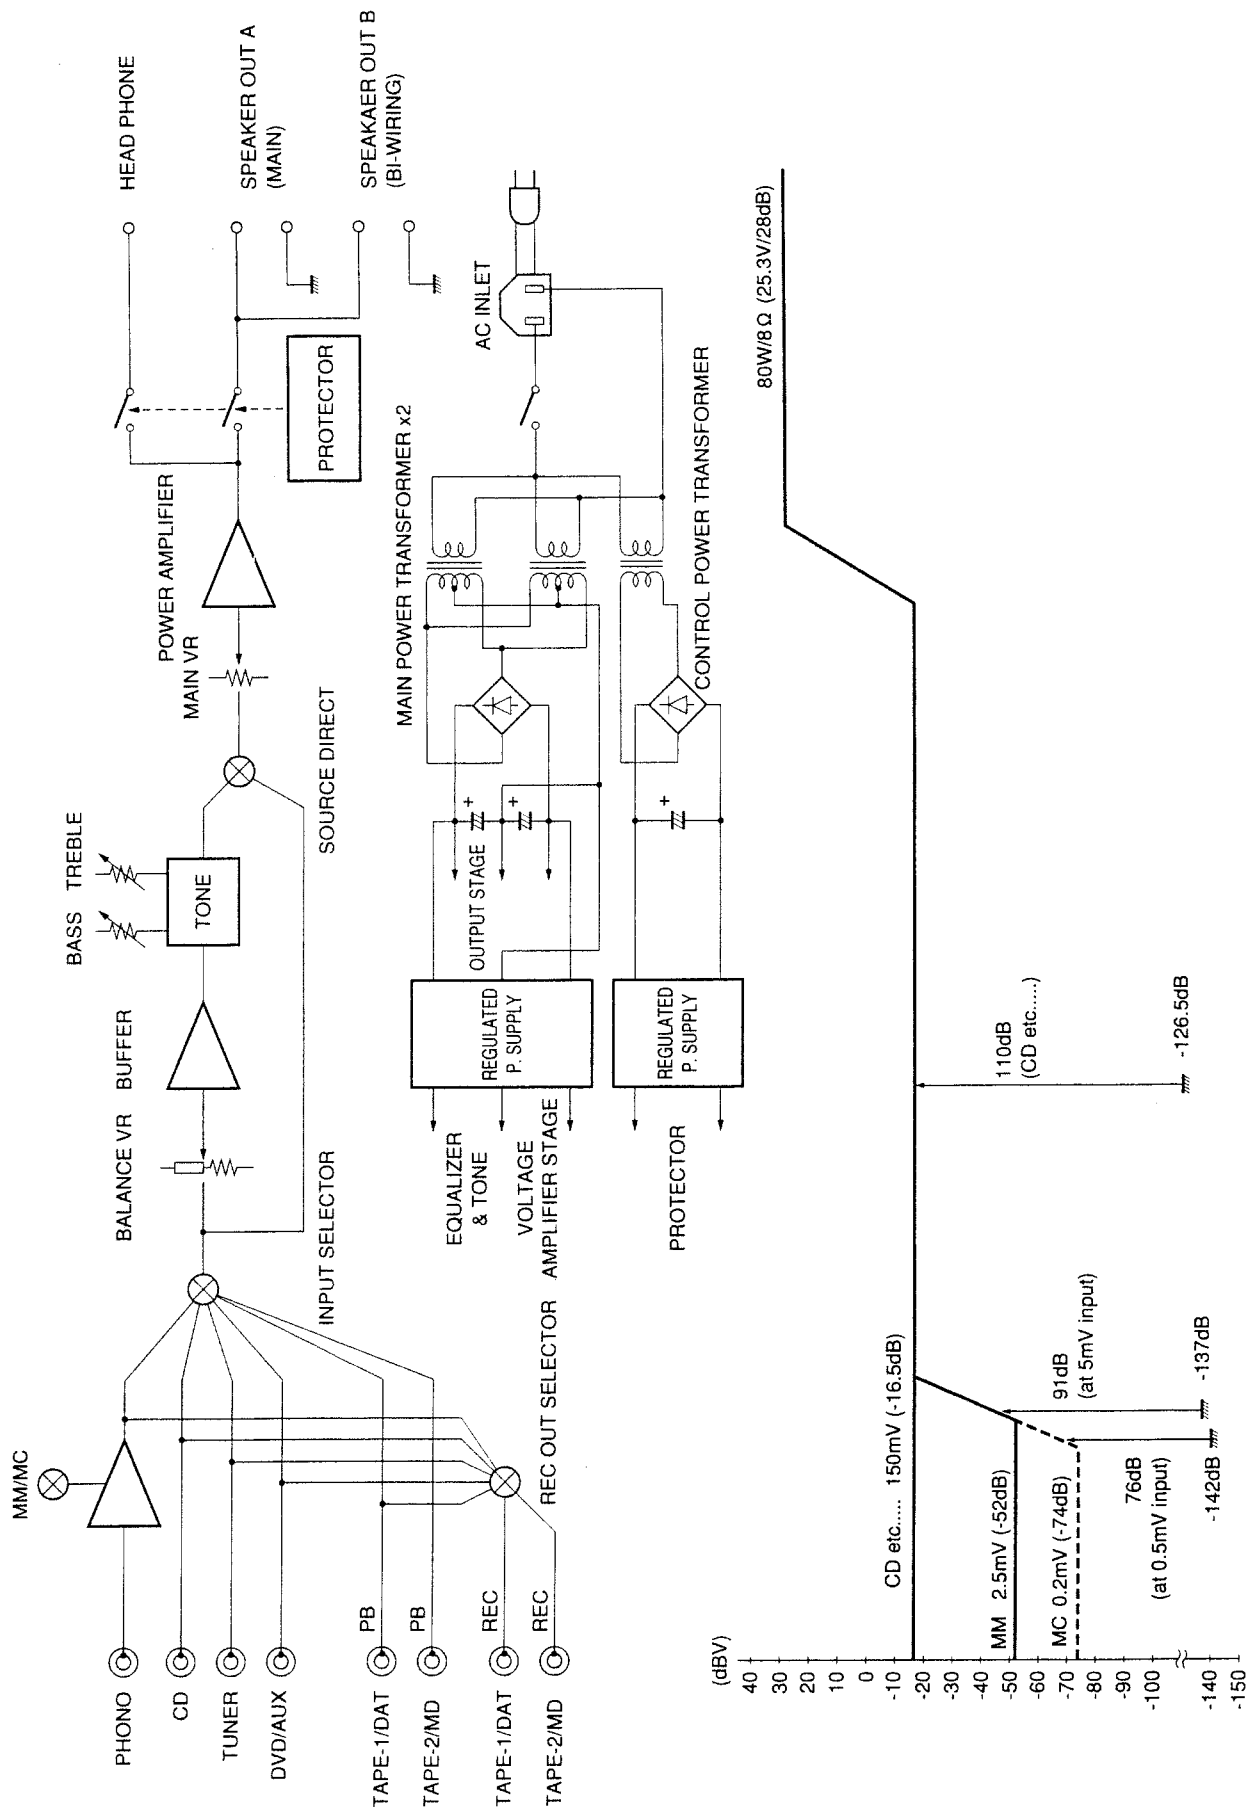 MM/MC
PHONO
CD
TUNER
DVD/AUX
TAPE-1/DAT
PB
TAPE-2/MD
PB
TAPE-1/DAT
REC
TAPE-2/MD
REC
REC OUT SELECTOR
INPUT SELECTOR
BALANCE VR
BUFFER
BASS
TREBLE
TONE
SOURCE DIRECT
MAIN VR
POWER AMPLIFIER
PROTECTOR
HEAD PHONE
SPEAKER OUT A
(MAIN)
SPEAKAER OUT B
(BI-WIRING)
EQUALIZER
& TONE
VOLTAGE
AMPLIFIER STAGE
PROTECTOR
REGULATED
P. SUPPLY
REGULATED
P. SUPPLY
OUTPUT STAGE
+
+
+
MAIN POWER TRANSFORMER x2
CONTROL POWER TRANSFORMER
AC INLET
(dBV)
40
30
20
10
0
-10
-20
-30
-40
-50
-60
-70
-80
-90
-100
-140
-150
CD etc..... 150mV (-16.5dB)
MM 2.5mV (-52dB)
MC 0.2mV (-74dB)
76dB
(at 0.5mV input)
-142dB
91dB
(at 5mV input)
-137dB
110dB
(CD etc.....)
-126.5dB
80W/8Ω (25.3V/28dB)